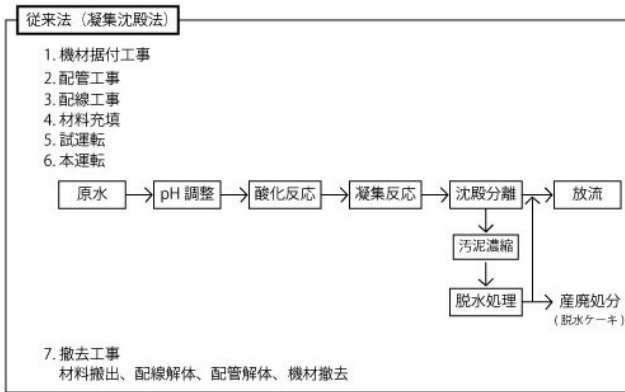 従来法（凝集沈殿法）
1. 機材据付工事
2. 配管工事
3. 配線工事
4. 材料充填
5. 試運転
6. 本運転
原水
pH 調整
酸化反応
凝集反応
沈殿分離
放流
汚泥濃縮
脱水処理
産廃処分
（脱水ケーキ）
7. 撤去工事
材料搬出、配線解体、配管解体、機材撤去